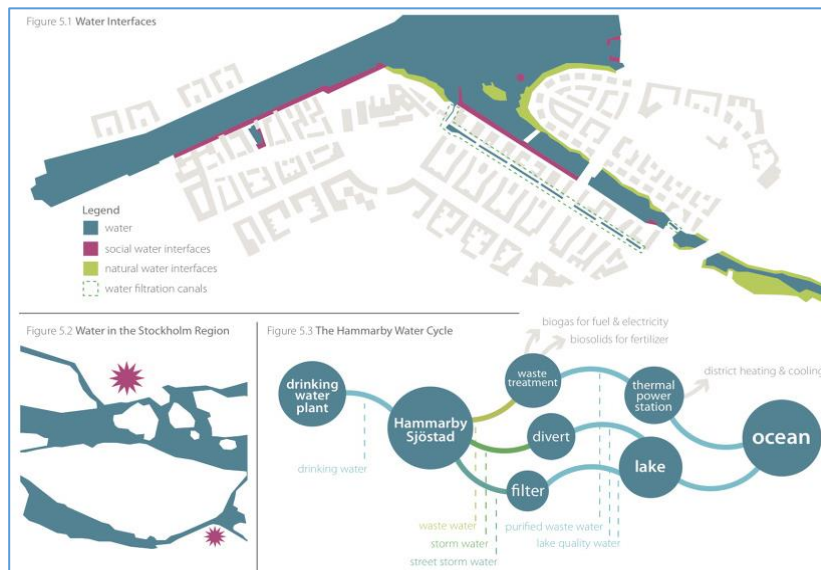 Figure 5.1 Water Interfaces
Legend
water
social water interfaces
natural water interfaces
water filtration canals
Figure 5.2 Water in the Stockholm Region
Figure 5.3 The Hammarby Water Cycle
biogas for fuel & electricity
biosolids for fertilizer
district heating & cooling
drinking
water
plant
Hammarby
Sjöstad
waste
treatment
thermal
power
station
divert
filter
lake
ocean
drinking water
waste water
storm water
street storm water
purified waste water
lake quality water